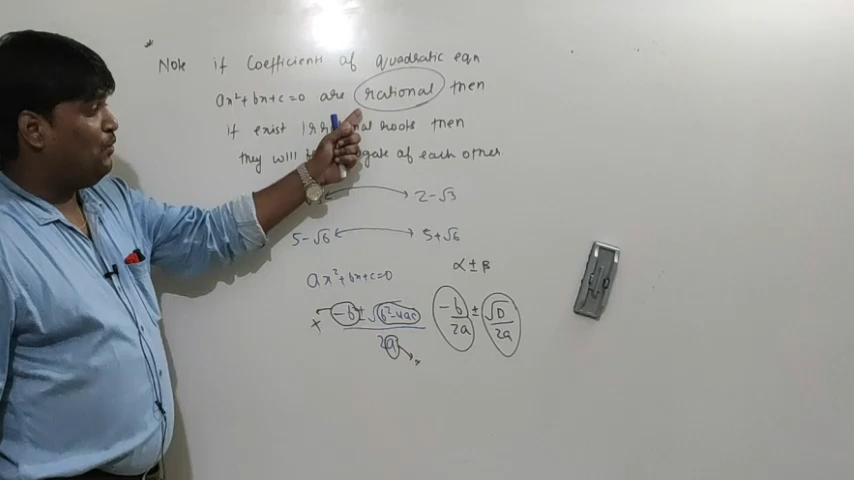 * Note if Coefficients of quadratic eqn
ax²+bx+c=0 are rational then
if exist roots then
they will of each other
2-√3
5-√6 5+√6
ax²+bx+c=0 α±β
x -b±√b²-4ac / 2a -b/2a ± √D/2a